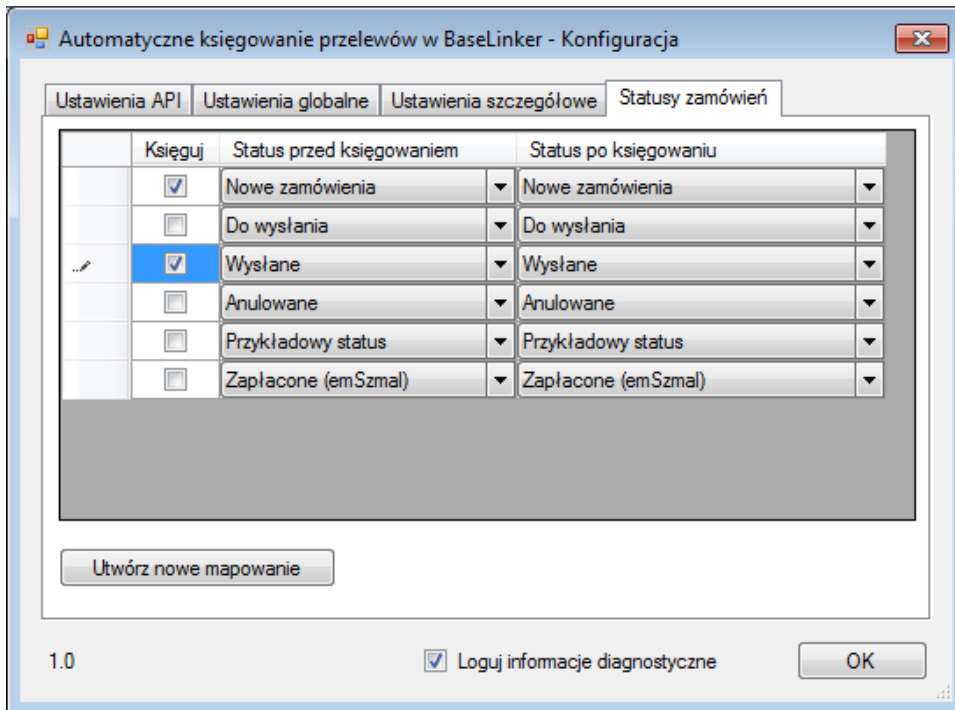 Automatyczne księgowanie przelewów w BaseLinker - Konfiguracja
Ustawienia API Ustawienia globalne Ustawienia szczegółowe Statusy zamówień
Księguj Status przed księgowaniem Status po księgowaniu
Nowe zamówienia Nowe zamówienia
Do wysłania Do wysłania
Wysłane Wysłane
Anulowane Anulowane
Przykładowy status Przykładowy status
Zapłacone (emSzmal) Zapłacone (emSzmal)
Utwórz nowe mapowanie
1.0 Loguj informacje diagnostyczne OK